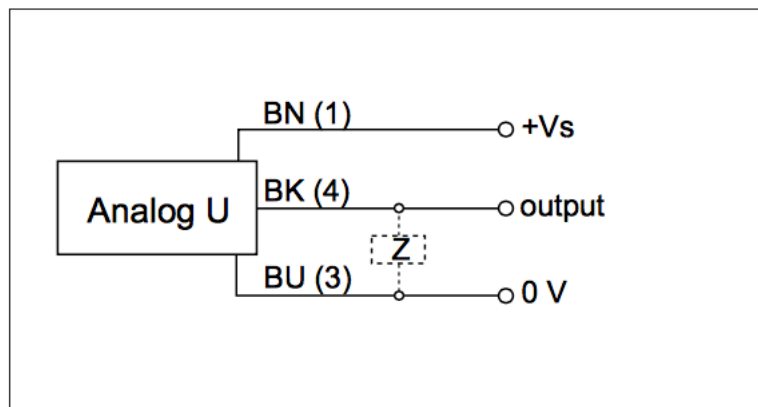 BN (1)
+Vs
Analog U
BK (4)
output
Z
BU (3)
0 V